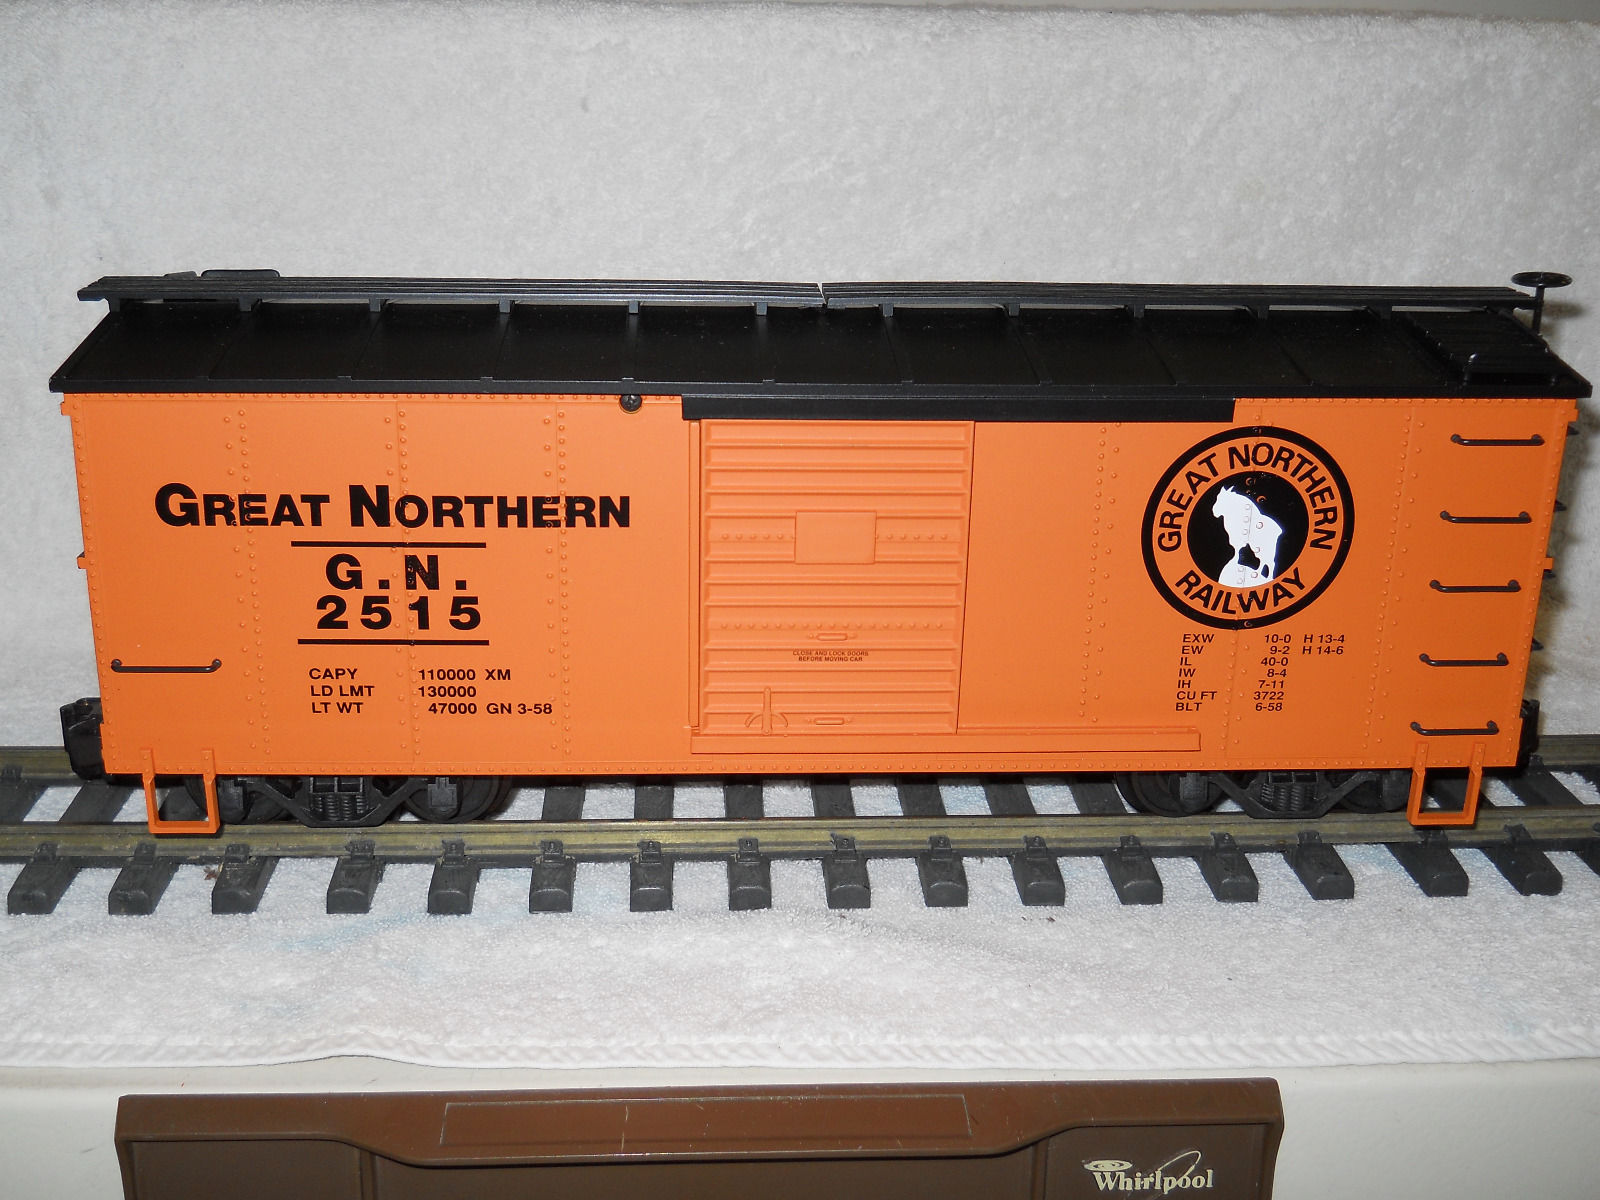 GREAT NORTHERN
G.N.
2515
CAPY 110000 XM
LD LMT 130000
LT WT 47000 GN 3-58
CLOSE AND LOCK DOORS
BEFORE MOVING CAR
GREAT NORTHERN
RAILWAY
EXW 10-0 H 13-4
EW 9-2 H 14-6
IL 40-0
IW 8-4
IH 7-11
CU FT 3722
BLT 6-58
Whirlpool